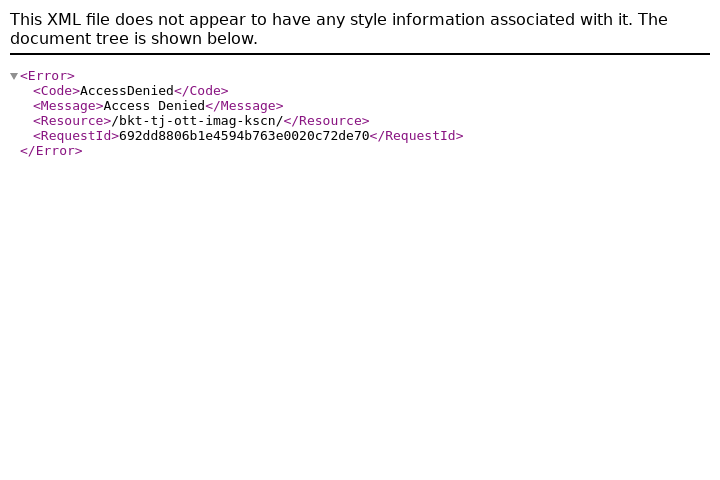 This XML file does not appear to have any style information associated with it. The
document tree is shown below.
<Error>
<Code>AccessDenied</Code>
<Message>Access Denied</Message>
<Resource>/bkt-tj-ott-imag-kscn/</Resource>
<RequestId>692dd8806b1e4594b763e0020c72de70</RequestId>
</Error>